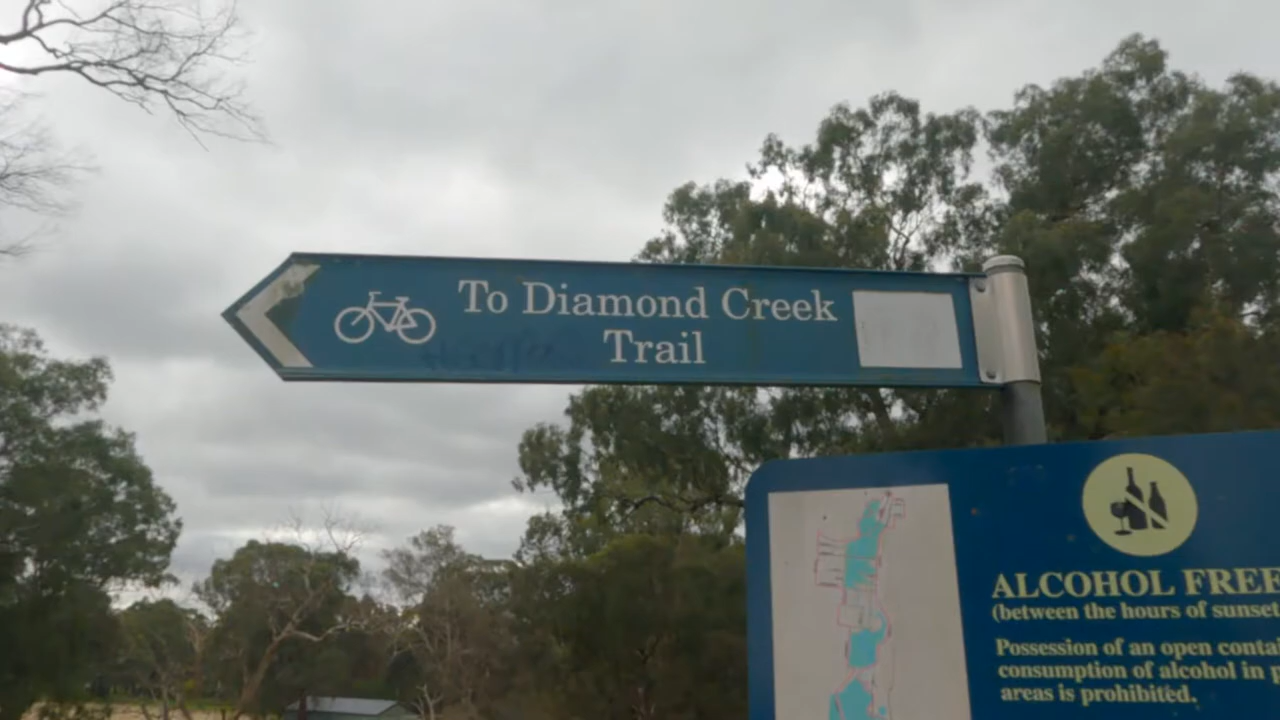 To Diamond Creek
Trail
ALCOHOL FREE
(between the hours of sunset
Possession of an open
consumption of alcohol in
areas is prohibited.